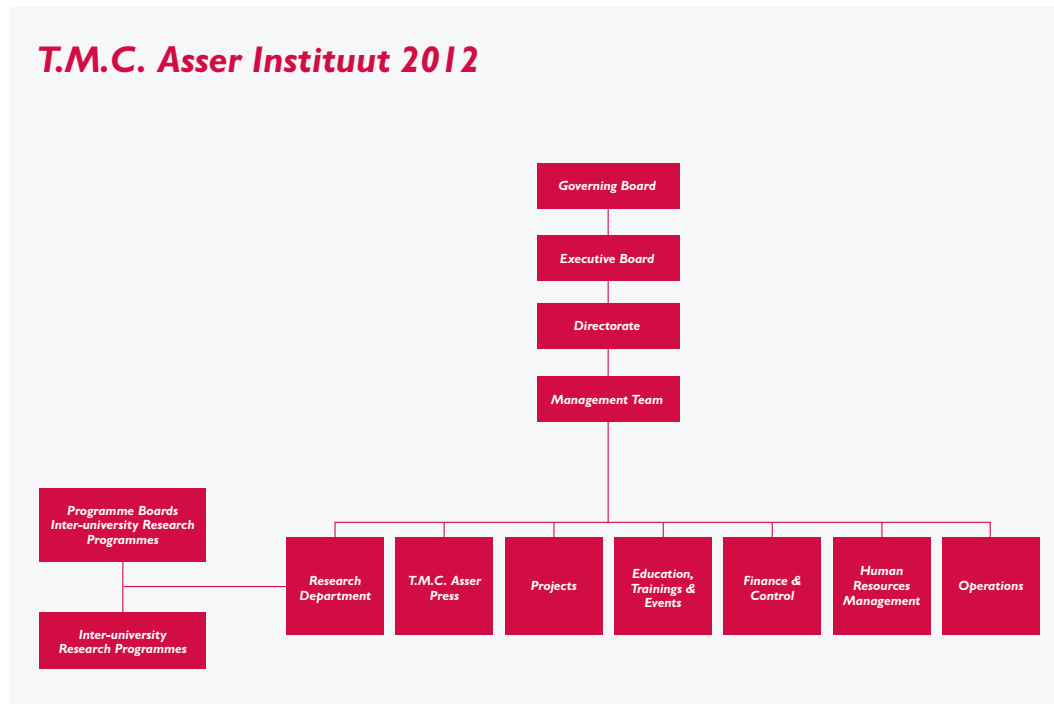 T.M.C. Asser Instituut 2012
Governing Board
Executive Board
Directorate
Management Team
Programme Boards
Inter-university Research
Programmes
Inter-university
Research Programmes
Research
Department
T.M.C. Asser
Press
Projects
Education,
Trainings &
Events
Finance &
Control
Human
Resources
Management
Operations